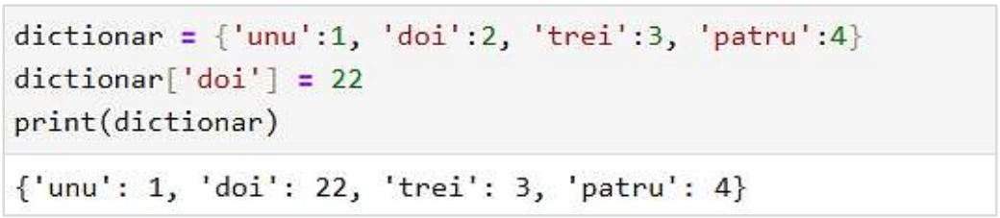 dictionar = {'unu':1, 'doi':2, 'trei':3, 'patru':4}
dictionar['doi'] = 22
print(dictionar)
{'unu': 1, 'doi': 22, 'trei': 3, 'patru': 4}